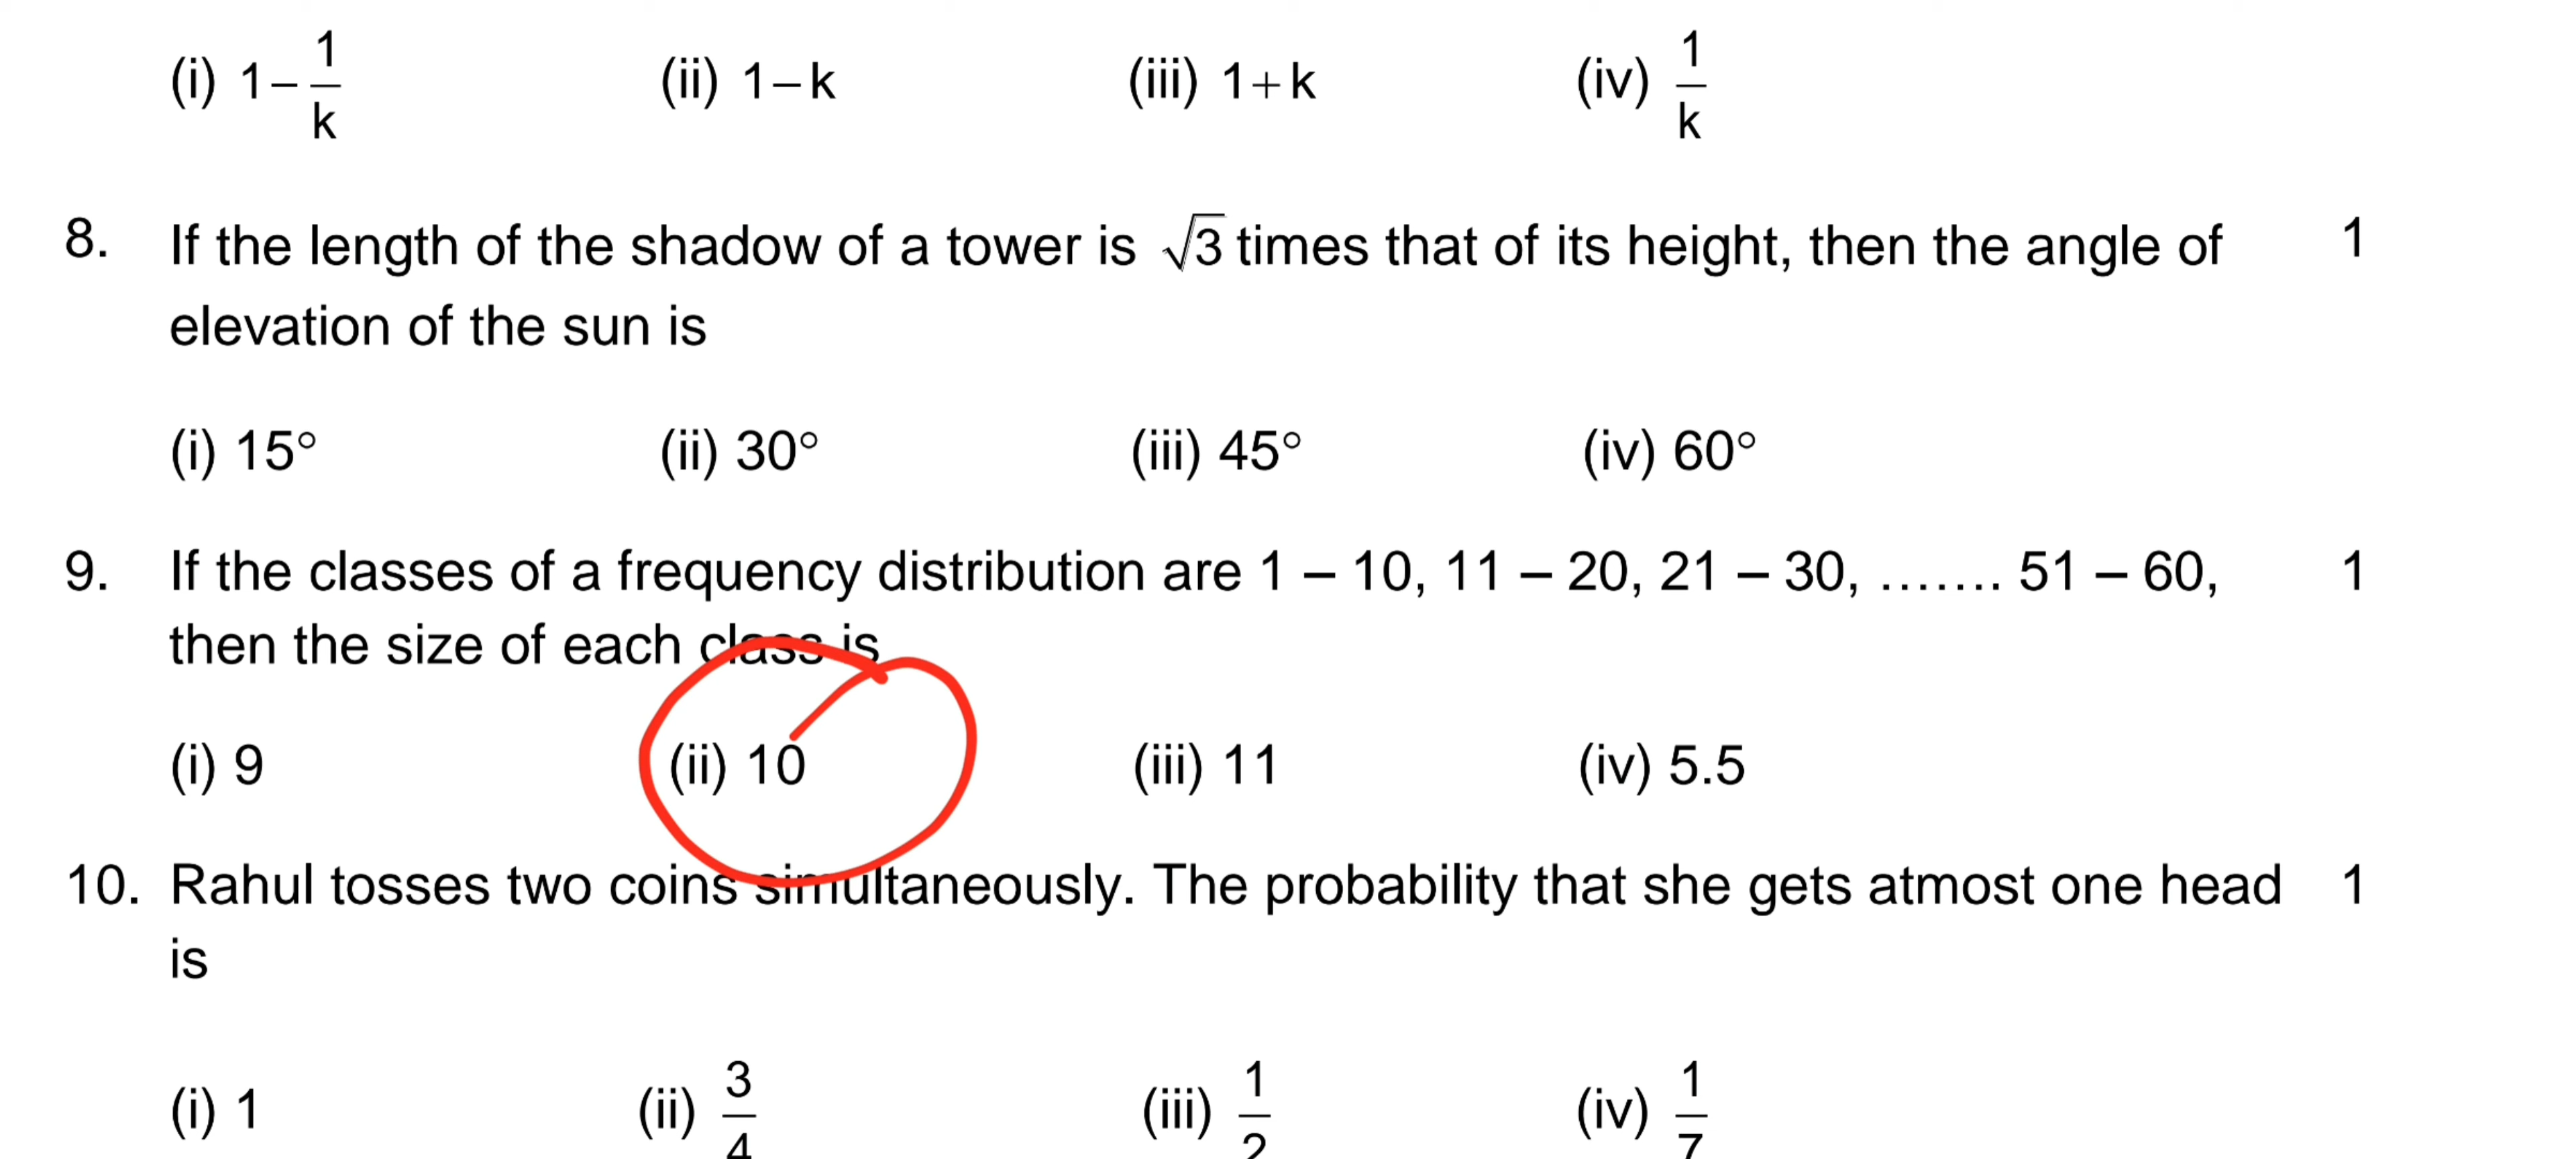 (i) 1−1/k (ii) 1−k (iii) 1+k (iv) 1/k
8. If the length of the shadow of a tower is √3 times that of its height, then the angle of 1
elevation of the sun is
(i) 15° (ii) 30° (iii) 45° (iv) 60°
9. If the classes of a frequency distribution are 1 – 10, 11 – 20, 21 – 30, ....... 51 – 60, 1
then the size of each class is
(i) 9 (ii) 10 (iii) 11 (iv) 5.5
10. Rahul tosses two coins simultaneously. The probability that she gets atmost one head 1
is
(i) 1 (ii) 3/4 (iii) 1/2 (iv) 1/7